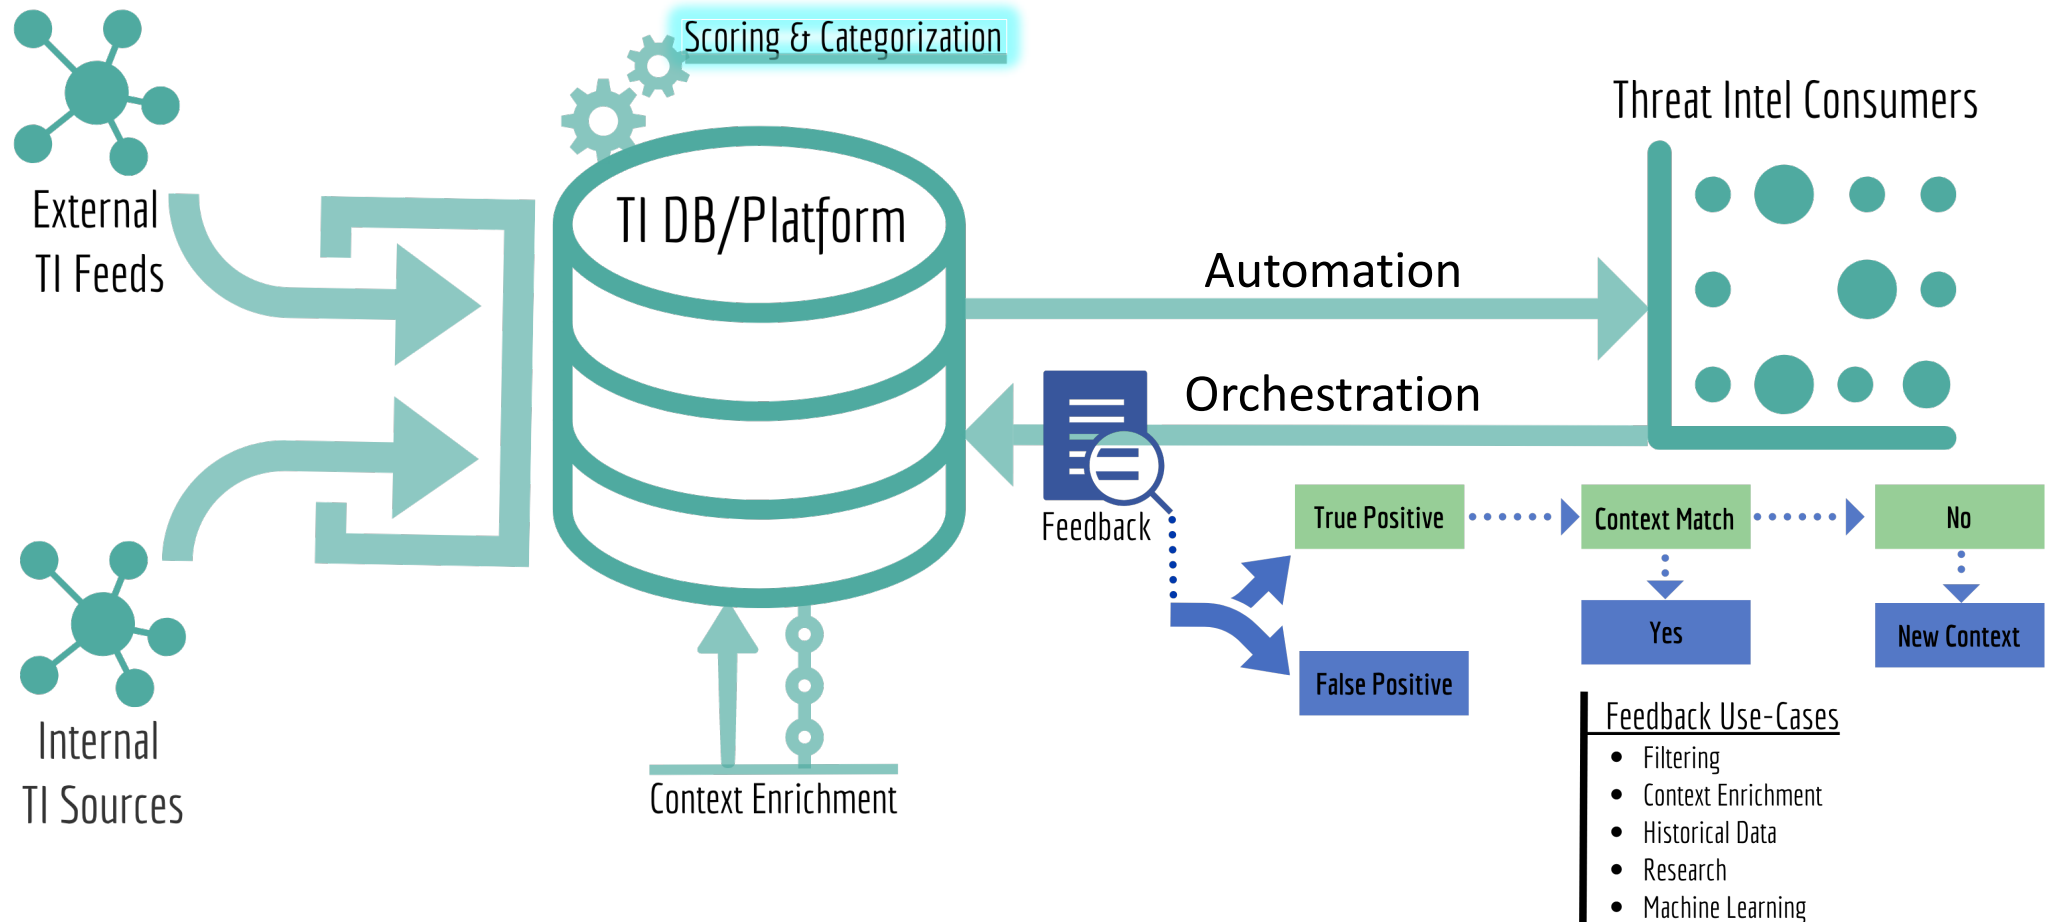 Scoring & Categorization
Threat Intel Consumers
External
TI Feeds
TI DB/Platform
Automation
Orchestration
Feedback
True Positive
Context Match
No
Yes
New Context
False Positive
Internal
TI Sources
Context Enrichment
Feedback Use-Cases
• Filtering
• Context Enrichment
• Historical Data
• Research
• Machine Learning